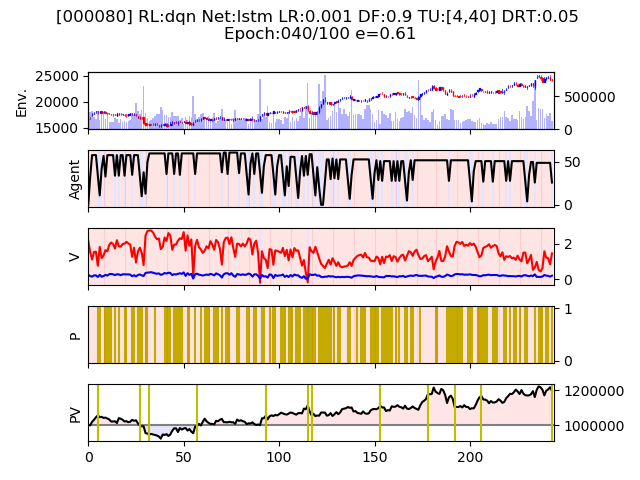 [000080] RL:dqn Net:lstm LR:0.001 DF:0.9 TU:[4,40] DRT:0.05
Epoch:040/100 e=0.61
Env.
25000
20000
15000
500000
0
Agent
50
0
V
2
0
P
1
0
PV
1200000
1000000
0
50
100
150
200